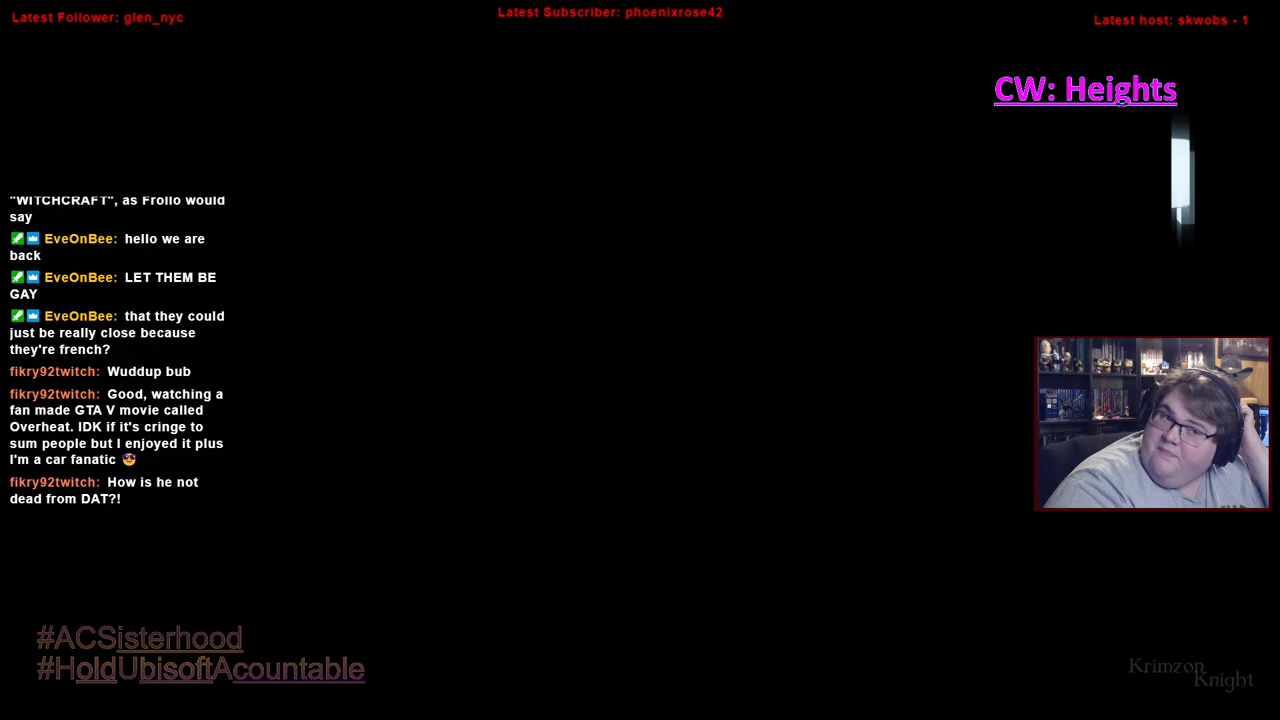 Latest Follower: glen_nyc
Latest Subscriber: phoenixrose42
Latest host: skwobs - 1
CW: Heights
"WITCHCRAFT", as Frollo would
say
EveOnBee: hello we are
back
EveOnBee: LET THEM BE
GAY
EveOnBee: that they could
just be really close because
they're french?
fikry92twitch: Wuddup bub
fikry92twitch: Good, watching a
fan made GTA V movie called
Overheat. IDK if it's cringe to
sum people but I enjoyed it plus
I'm a car fanatic
fikry92twitch: How is he not
dead from DAT?!
#ACSisterhood
#HoldUbisoftAcountable
Krimzon
Knight